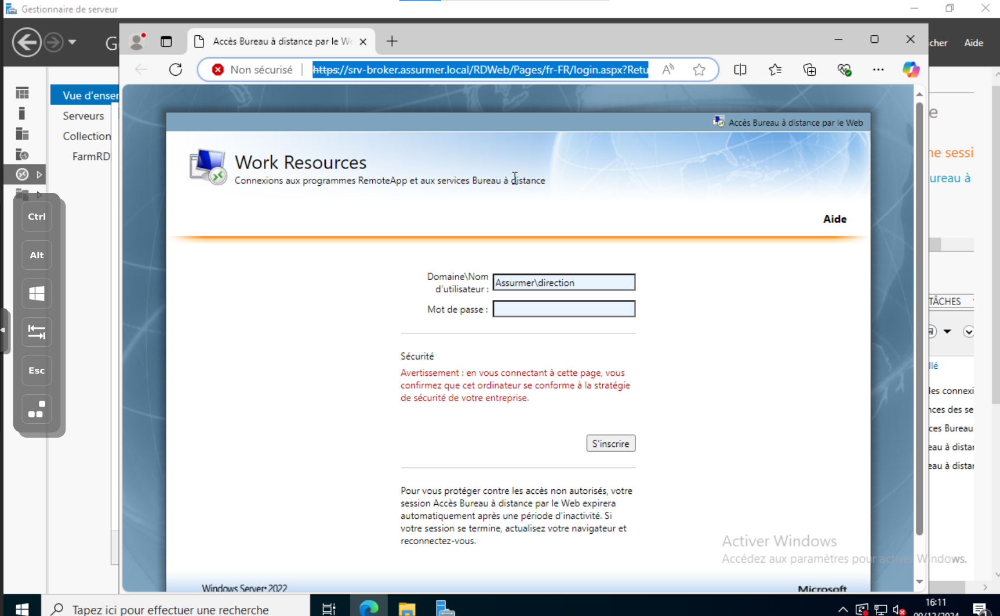 Gestionnaire de serveur
Accès Bureau à distance par le We
cher
Aide
Non sécurisé
https://srv-broker.assurmer.local/RDWeb/Pages/fr-FR/login.aspx?Retu
Vue d'ense
Serveurs
Collection
FarmRD
Accès Bureau à distance par le Web
Work Resources
Connexions aux programmes RemoteApp et aux services Bureau à distance
ne sessi
ureau à
Aide
Ctrl
Alt
Esc
Domaine\Nom
d'utilisateur :
Assurmer\direction
Mot de passe :
TÂCHES
Sécurité
Avertissement : en vous connectant à cette page, vous
confirmez que cet ordinateur se conforme à la stratégie
de sécurité de votre entreprise.
llé
les connexi
nces des se
ces Bureau
eau à distar
eau à distar
S'inscrire
Pour vous protéger contre les accès non autorisés, votre
session Accès Bureau à distance par le Web expirera
automatiquement après une période d'inactivité. Si
votre session se termine, actualisez votre navigateur et
reconnectez-vous.
Activer Windows
Accédez aux paramètres pour activer Windows.
Windows Server 2022
Microsoft
Tapez ici pour effectuer une recherche
16:11
09/12/2024